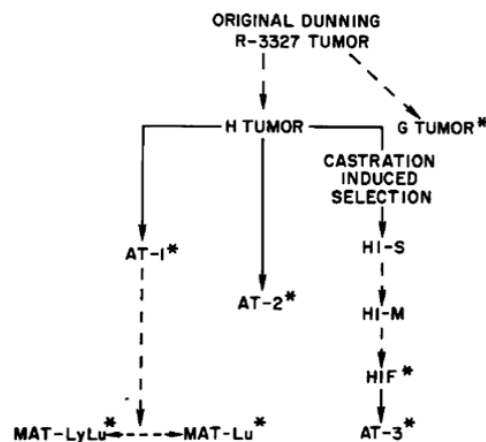 ORIGINAL DUNNING
R-3327 TUMOR
H TUMOR
G TUMOR*
CASTRATION
INDUCED
SELECTION
AT-1*
HI-S
AT-2*
HI-M
HIF*
MAT-LyLu*
MAT-Lu*
AT-3*